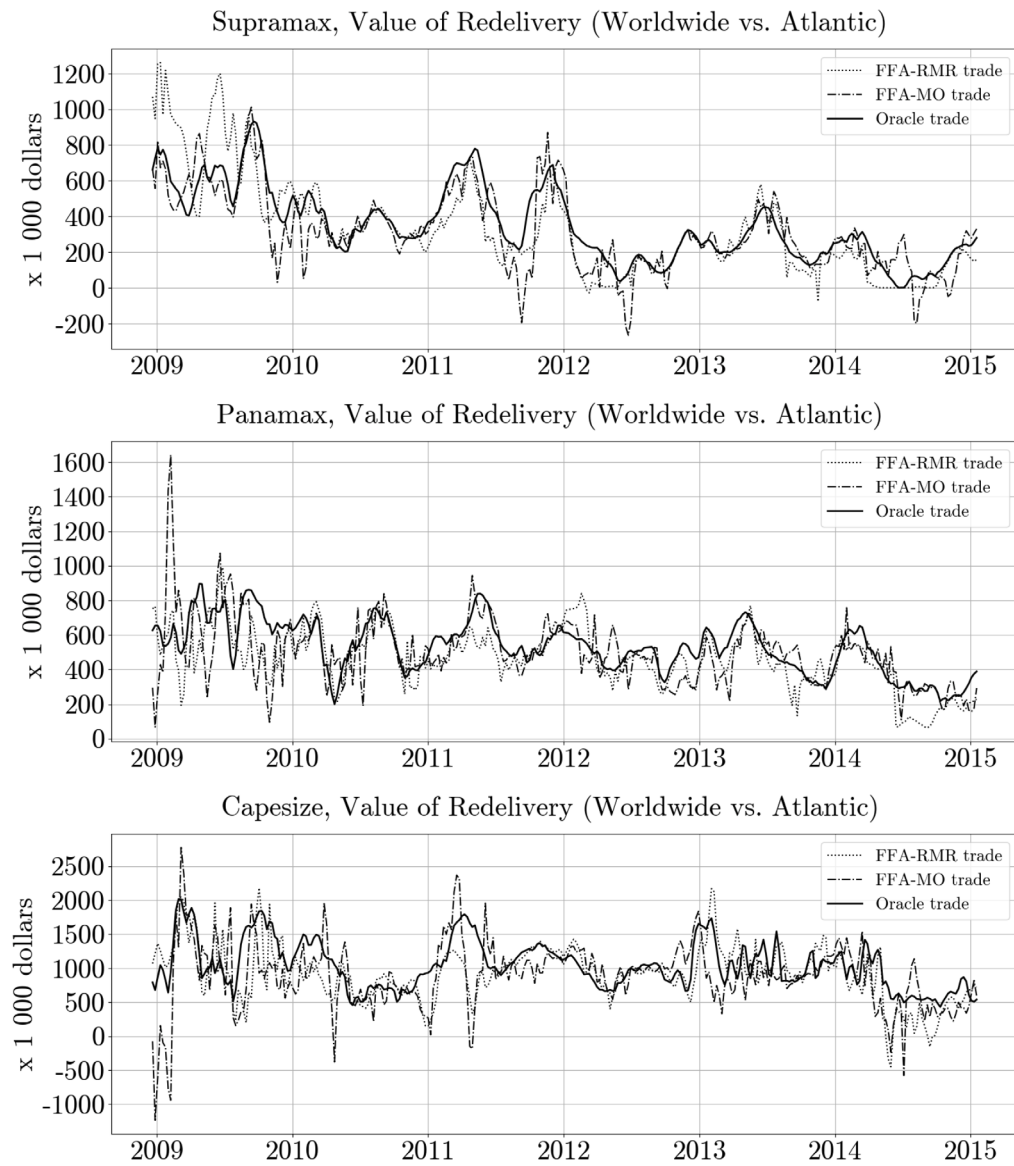 Supramax, Value of Redelivery (Worldwide vs. Atlantic)
x 1 000 dollars
1200
1000
800
600
400
200
0
-200
FFA-RMR trade
FFA-MO trade
Oracle trade
2009 2010 2011 2012 2013 2014 2015
Panamax, Value of Redelivery (Worldwide vs. Atlantic)
x 1 000 dollars
1600
1400
1200
1000
800
600
400
200
0
FFA-RMR trade
FFA-MO trade
Oracle trade
2009 2010 2011 2012 2013 2014 2015
Capesize, Value of Redelivery (Worldwide vs. Atlantic)
x 1 000 dollars
2500
2000
1500
1000
500
0
-500
-1000
FFA-RMR trade
FFA-MO trade
Oracle trade
2009 2010 2011 2012 2013 2014 2015